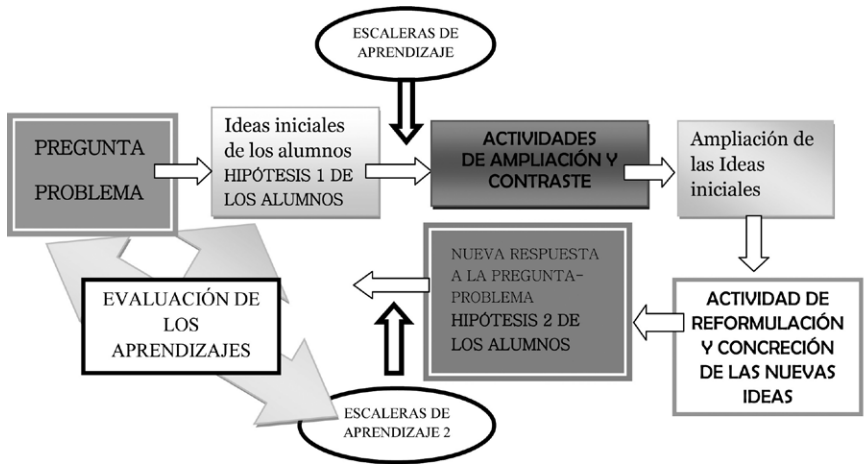 ESCALERAS DE
APRENDIZAJE
PREGUNTA
PROBLEMA
Ideas iniciales
de los alumnos
HIPÓTESIS 1 DE
LOS ALUMNOS
ACTIVIDADES
DE AMPLIACIÓN Y
CONTRASTE
Ampliación de
las Ideas
iniciales
ACTIVIDAD DE
REFORMULACIÓN
Y CONCRECIÓN
DE LAS NUEVAS
IDEAS
NUEVA RESPUESTA
A LA PREGUNTA-
PROBLEMA
HIPÓTESIS 2 DE
LOS ALUMNOS
ESCALERAS DE
APRENDIZAJE 2
EVALUACIÓN DE
LOS
APRENDIZAJES